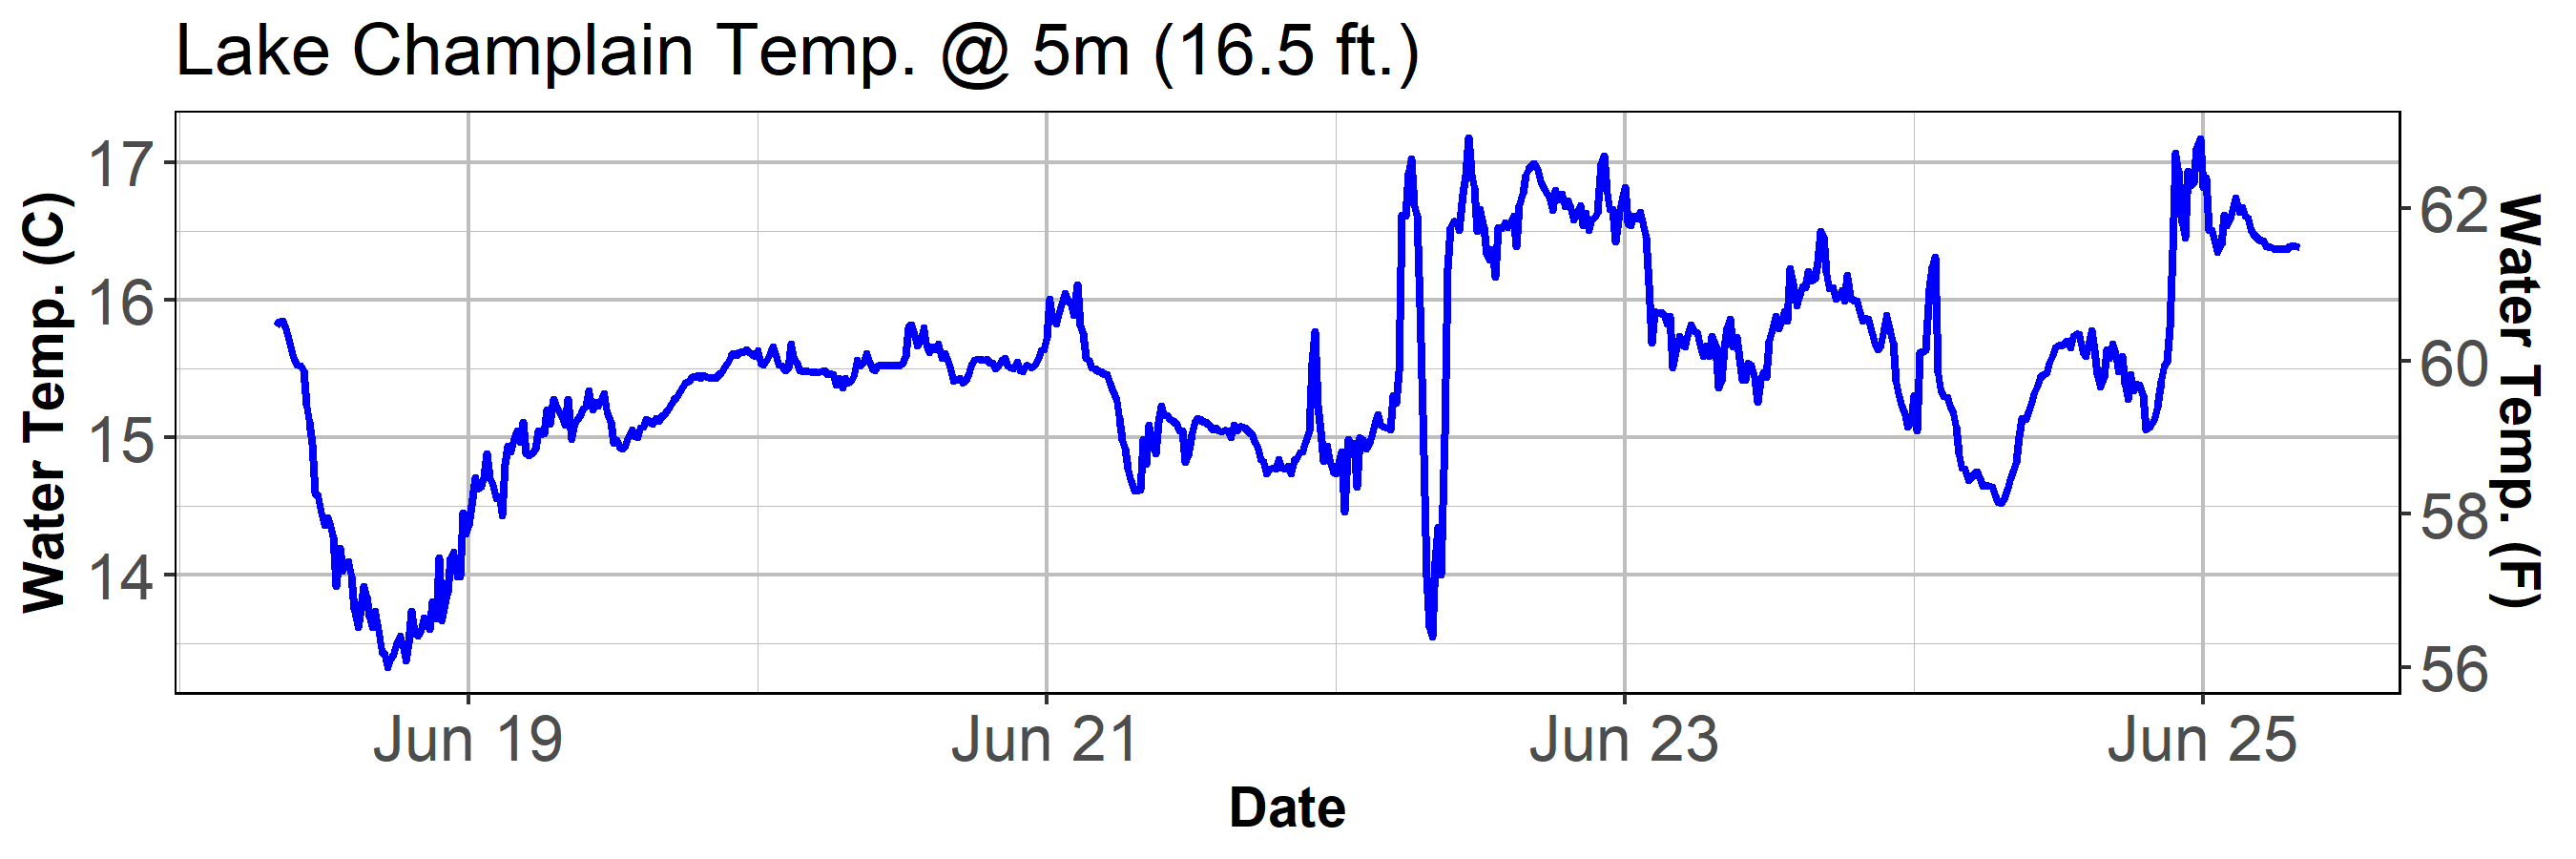 Lake Champlain Temp. @ 5m (16.5 ft.)
Water Temp. (C)
17
16
15
14
62
60
58
56
Water Temp. (F)
Jun 19
Jun 21
Jun 23
Jun 25
Date